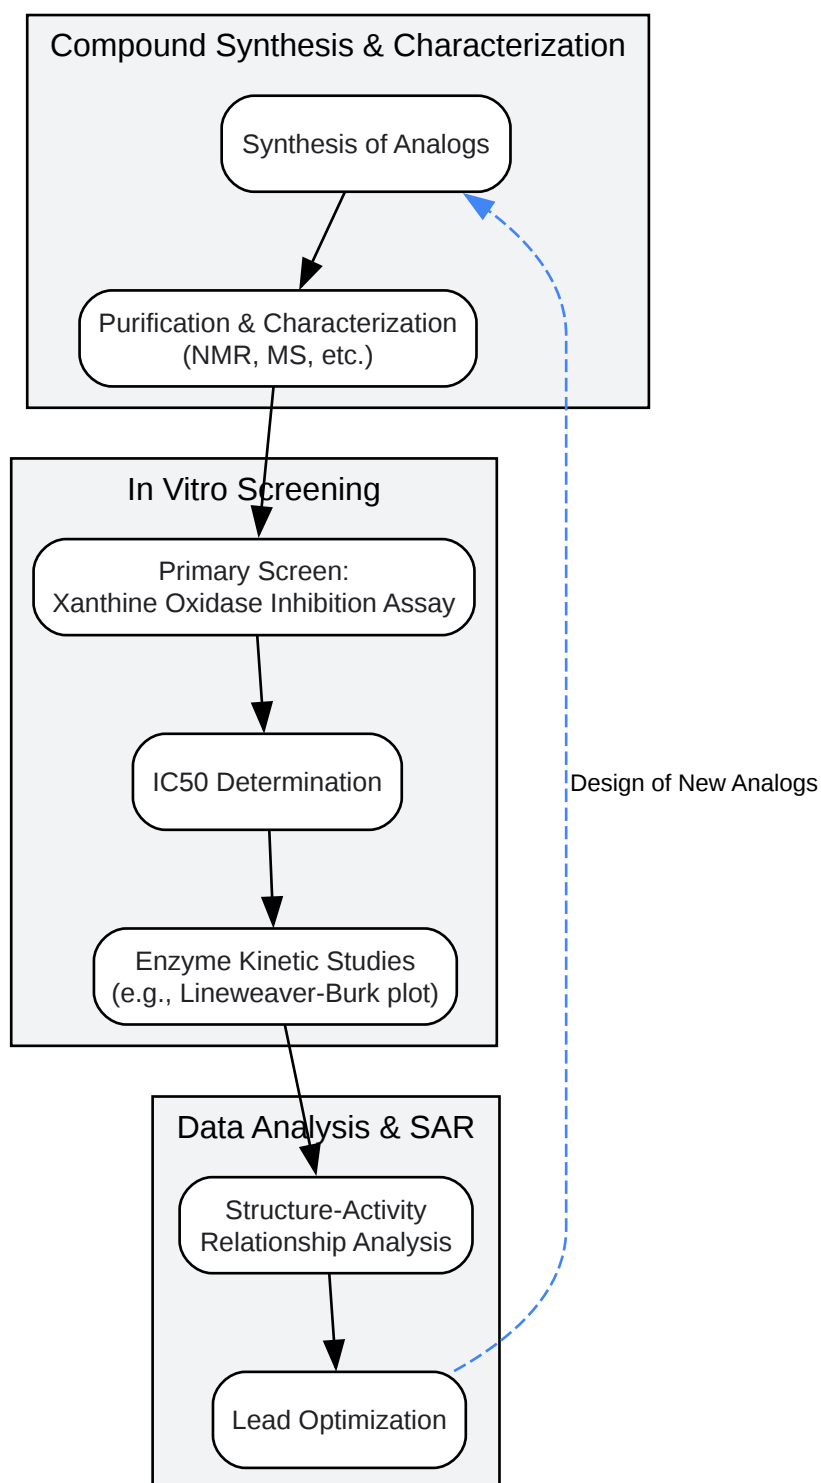 Compound Synthesis & Characterization
Synthesis of Analogs
Purification & Characterization
(NMR, MS, etc.)
In Vitro Screening
Primary Screen:
Xanthine Oxidase Inhibition Assay
IC50 Determination
Design of New Analogs
Enzyme Kinetic Studies
(e.g., Lineweaver-Burk plot)
Data Analysis & SAR
Structure-Activity
Relationship Analysis
Lead Optimization